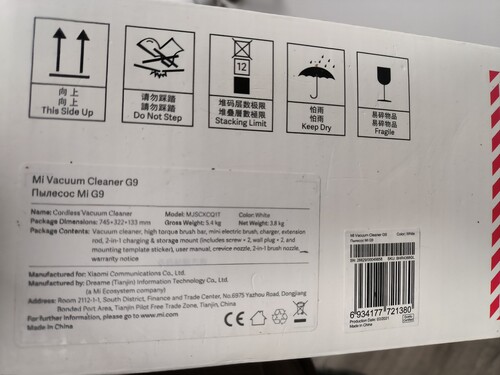 向上
向上
This Side Up
请勿踩踏
請勿踩踏
Do Not Step
12
堆码层数极限
堆叠層數極限
Stacking Limit
怕雨
怕雨
Keep Dry
易碎物品
易碎物品
Fragile
Mi Vacuum Cleaner G9
Пылесос Mi G9
Name: Cordless Vacuum Cleaner Model: MJSCXCQ1T Color: White
Package Dimensions: 745×322×133 mm Gross Weight: 5.4 kg Net Weight: 3.8 kg
Package Contents: Vacuum cleaner, high torque brush bar, mini electric brush, charger, extension
rod, 2-in-1 charging & storage mount (includes screw × 2, wall plug × 2, and
mounting template sticker), crevice nozzle, 2-in-1 brush nozzle,
warranty notice
Manufactured for: Xiaomi Communications Co., Ltd.
Manufactured by: Dreame (Tianjin) Information Technology Co., Ltd.
(a Mi Ecosystem company)
Address: Room 2112-1-1, South District, Finance and Trade Center, No.6975 Yazhou Road, Dongjiang
Bonded Port Area, Tianjin Pilot Free Trade Zone, Tianjin, China
For further information, please go to www.mi.com
Made in China
Mi Vacuum Cleaner G9 Color: White
Пылесос Mi G9
6 934177 721380
Made In China